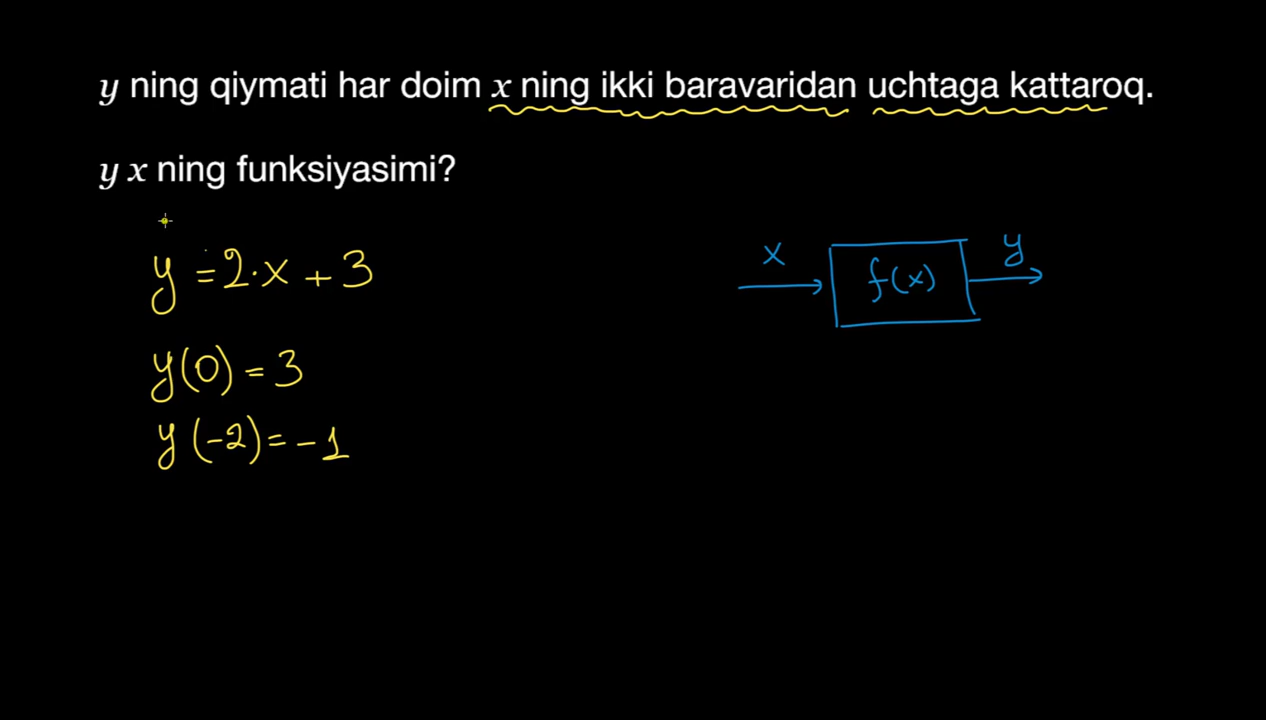 y ning qiymati har doim x ning ikki baravaridan uchtaga kattaroq.
y x ning funksiyasimi?
y = 2·x + 3
x f(x) y
y(0) = 3
y(-2) = -1